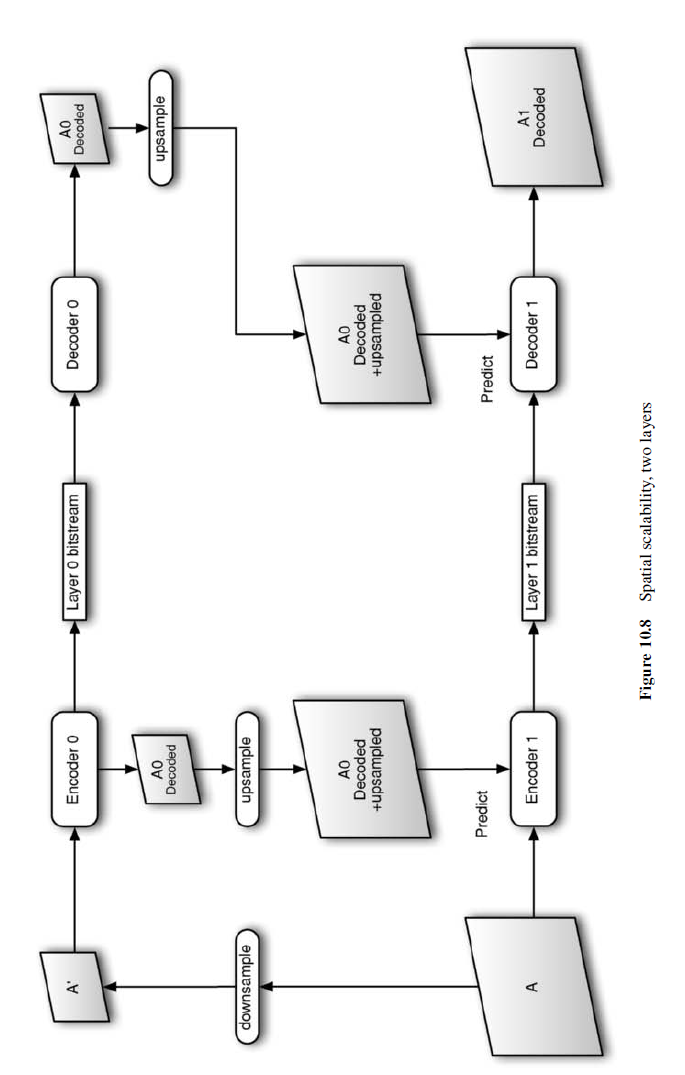 A'
Encoder 0
Layer 0 bitstream
Decoder 0
A0
Decoded
upsample
A0
Decoded
upsample
downsample
A0
Decoded
+upsampled
A0
Decoded
+upsampled
Predict
Predict
A
Encoder 1
Layer 1 bitstream
Decoder 1
A1
Decoded
Figure 10.8 Spatial scalability, two layers